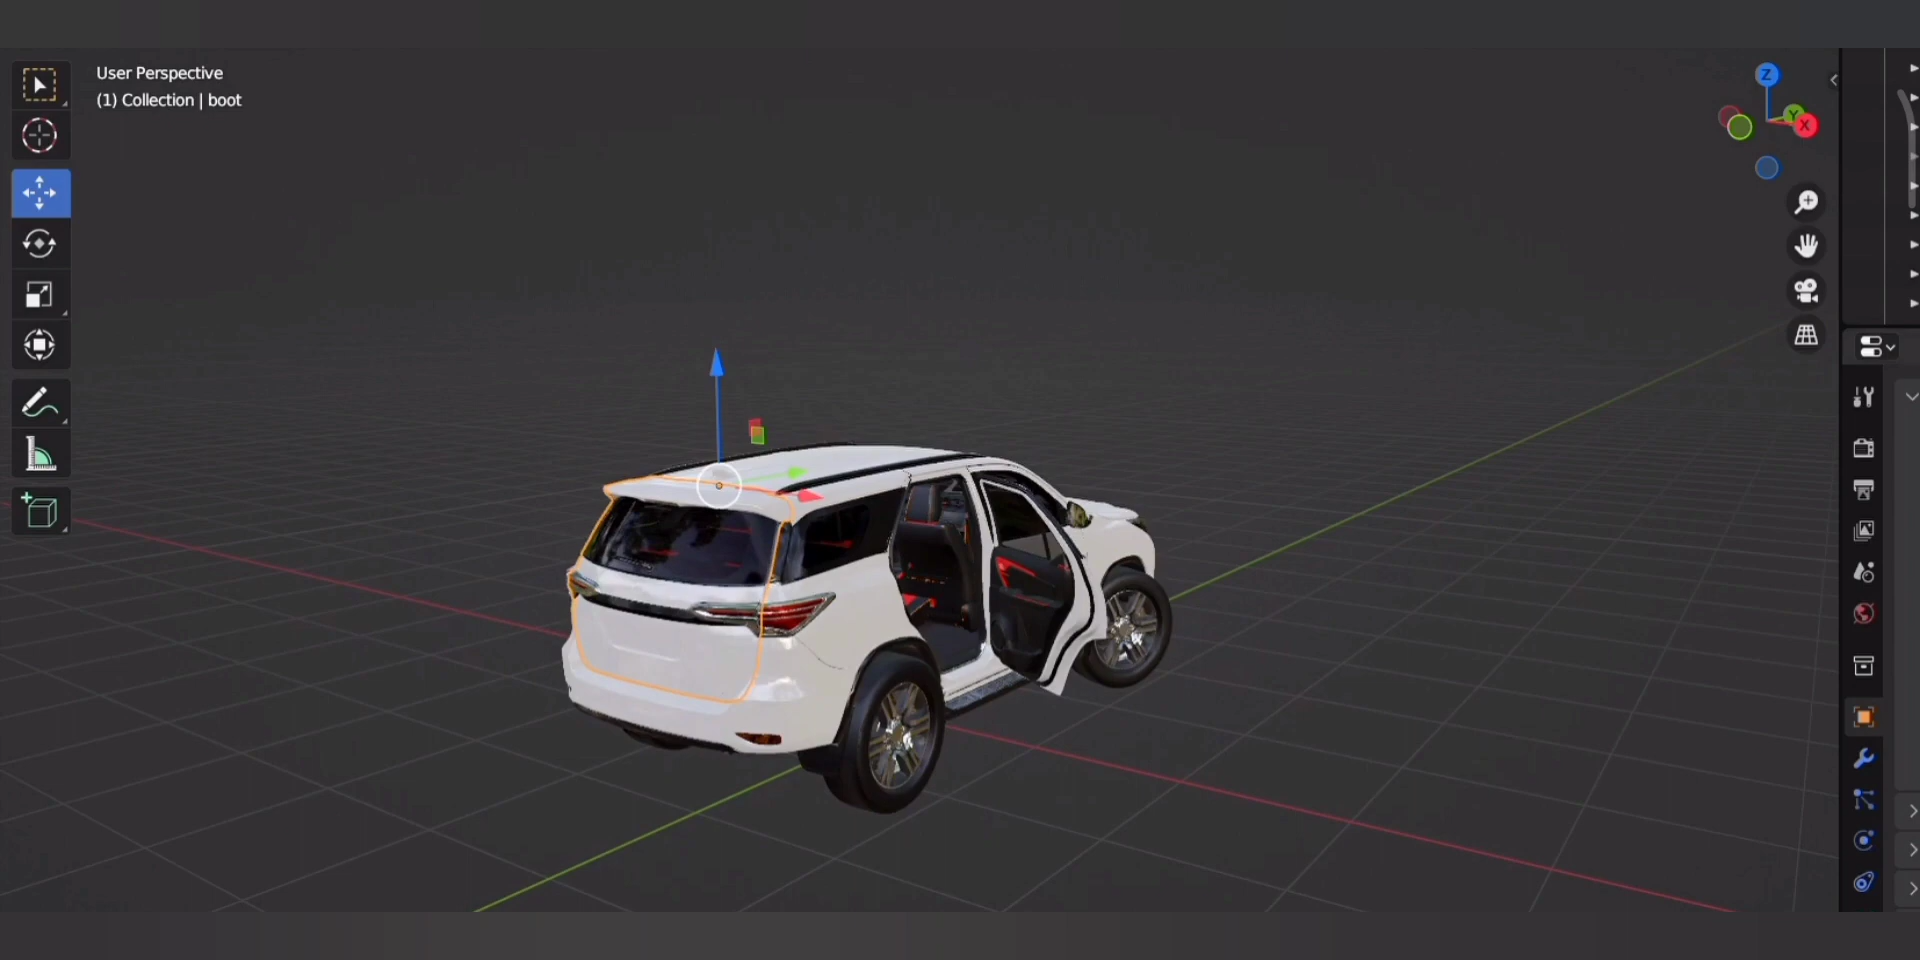 User Perspective
(1) Collection | boot
Z
Y
X